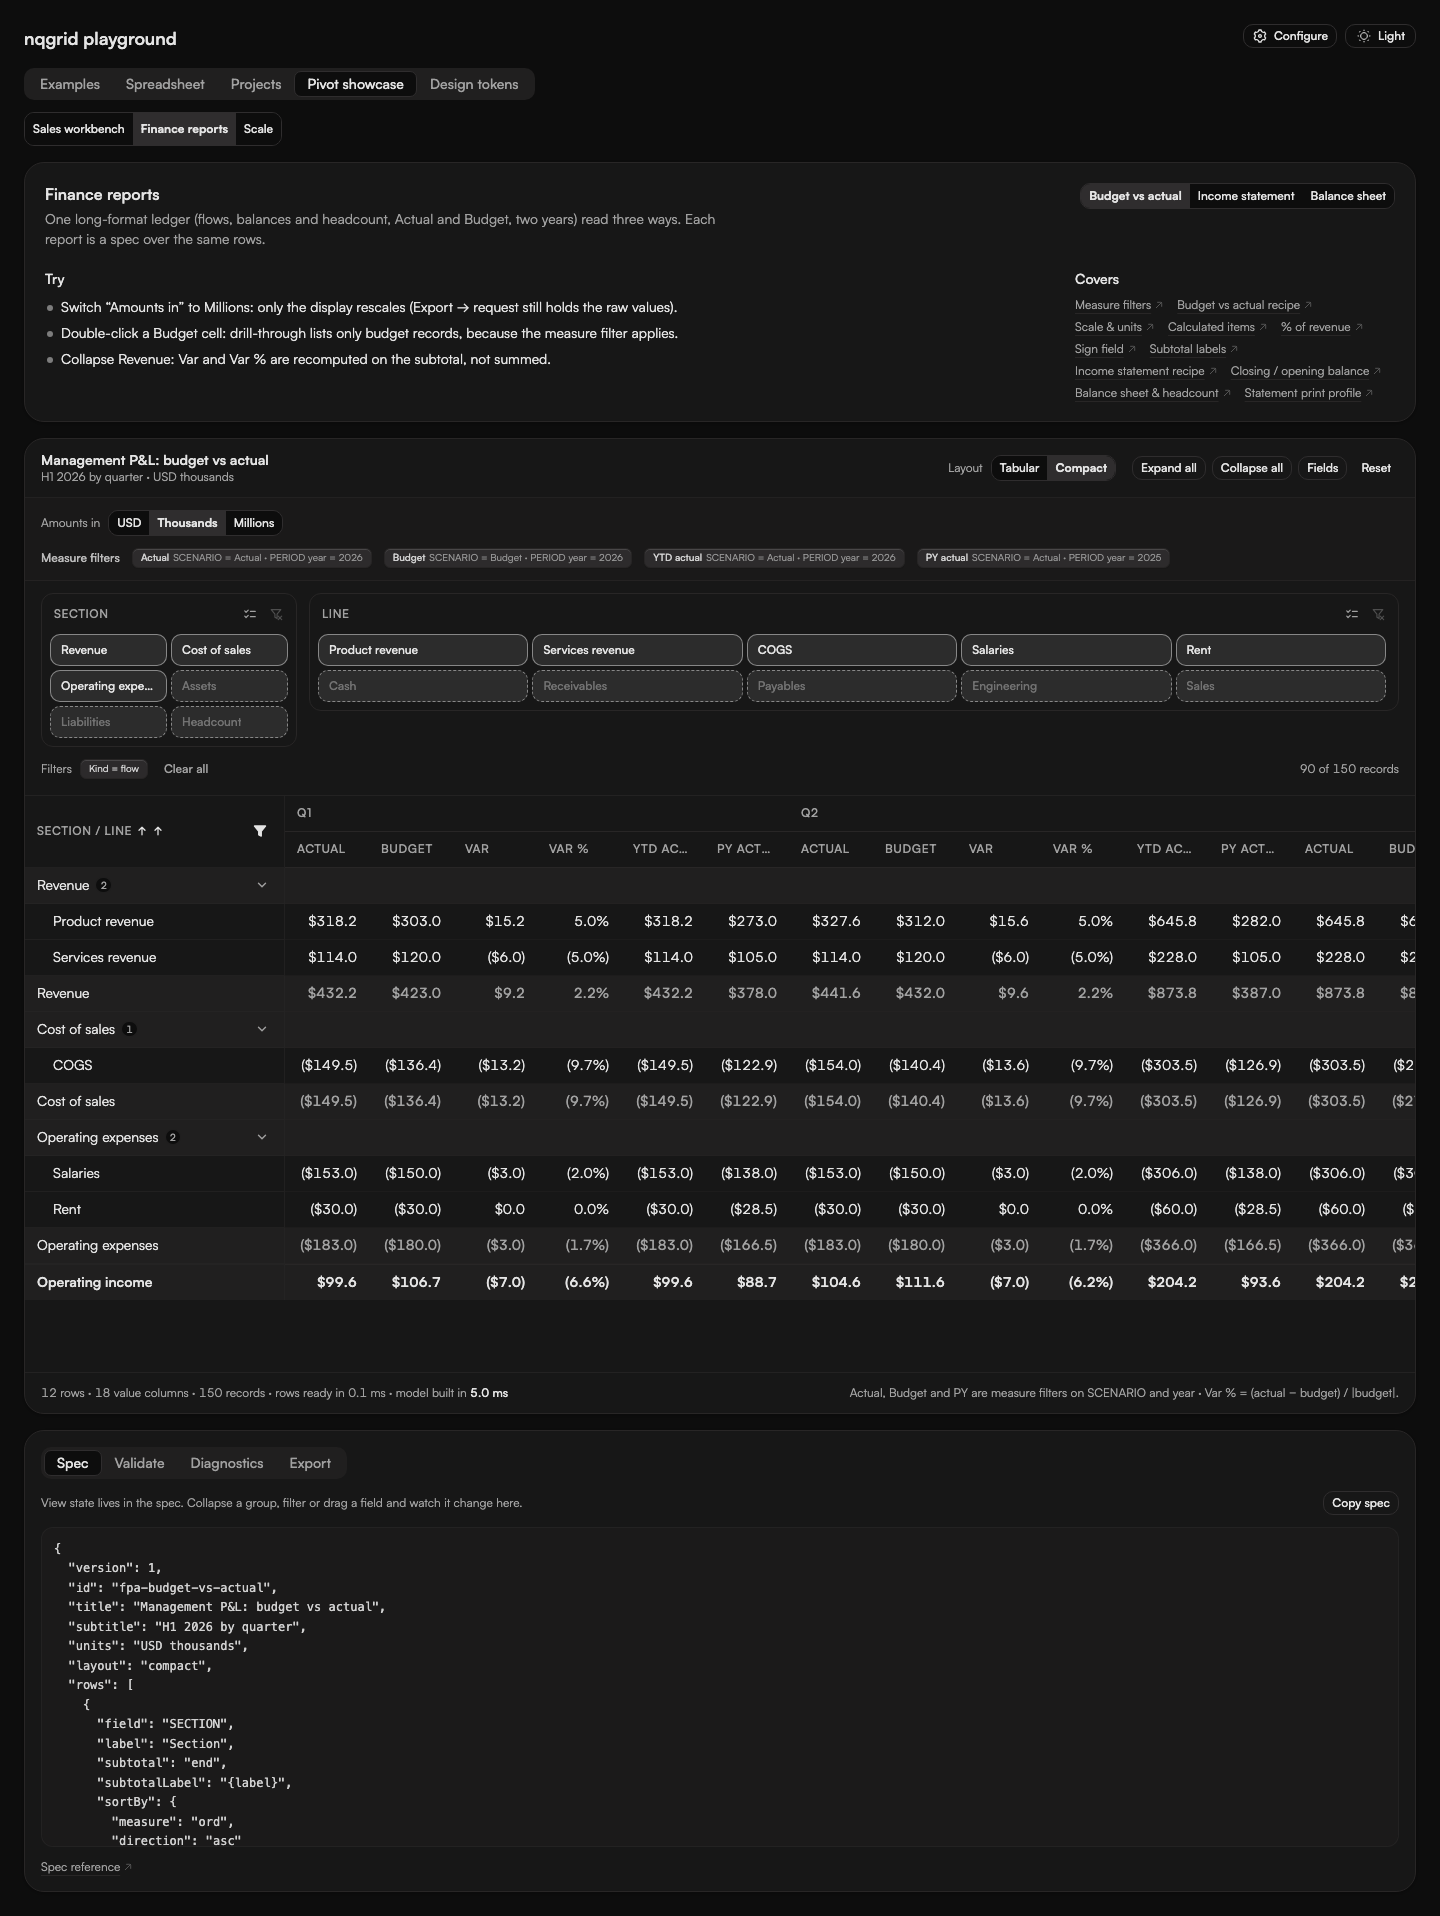 nqgrid playground
Configure
Light
Examples Spreadsheet Projects Pivot showcase Design tokens
Sales workbench Finance reports Scale
Finance reports
Budget vs actual Income statement Balance sheet
One long-format ledger (flows, balances and headcount, Actual and Budget, two years) read three ways. Each
report is a spec over the same rows.
Try
Switch “Amounts in” to Millions: only the display rescales (Export → request still holds the raw values).
Double-click a Budget cell: drill-through lists only budget records, because the measure filter applies.
Collapse Revenue: Var and Var % are recomputed on the subtotal, not summed.
Covers
Measure filters ↗ Budget vs actual recipe ↗
Scale & units ↗ Calculated items ↗ % of revenue ↗
Sign field ↗ Subtotal labels ↗
Income statement recipe ↗ Closing / opening balance ↗
Balance sheet & headcount ↗ Statement print profile ↗
Management P&L: budget vs actual
H1 2026 by quarter · USD thousands
Layout Tabular Compact Expand all Collapse all Fields Reset
Amounts in USD Thousands Millions
Measure filters Actual SCENARIO = Actual · PERIOD year = 2026 Budget SCENARIO = Budget · PERIOD year = 2026 YTD actual SCENARIO = Actual · PERIOD year = 2026 PY actual SCENARIO = Actual · PERIOD year = 2025
SECTION
Revenue Cost of sales
Operating expe... Assets
Liabilities Headcount
LINE
Product revenue Services revenue COGS Salaries Rent
Cash Receivables Payables Engineering Sales
Filters Kind = flow Clear all
90 of 150 records
SECTION / LINE ↑ ↑
Q1 Q2
ACTUAL BUDGET VAR VAR % YTD AC... PY ACT... ACTUAL BUDGET VAR VAR % YTD AC... PY ACT... ACTUAL BUD
Revenue 2
Product revenue $318.2 $303.0 $15.2 5.0% $318.2 $273.0 $327.6 $312.0 $15.6 5.0% $645.8 $282.0 $645.8 $6
Services revenue $114.0 $120.0 ($6.0) (5.0%) $114.0 $105.0 $114.0 $120.0 ($6.0) (5.0%) $228.0 $105.0 $228.0 $2
Revenue $432.2 $423.0 $9.2 2.2% $432.2 $378.0 $441.6 $432.0 $9.6 2.2% $873.8 $387.0 $873.8 $8
Cost of sales 1
COGS ($149.5) ($136.4) ($13.2) (9.7%) ($149.5) ($122.9) ($154.0) ($140.4) ($13.6) (9.7%) ($303.5) ($126.9) ($303.5) ($2
Cost of sales ($149.5) ($136.4) ($13.2) (9.7%) ($149.5) ($122.9) ($154.0) ($140.4) ($13.6) (9.7%) ($303.5) ($126.9) ($303.5) ($2
Operating expenses 2
Salaries ($153.0) ($150.0) ($3.0) (2.0%) ($153.0) ($138.0) ($153.0) ($150.0) ($3.0) (2.0%) ($306.0) ($138.0) ($306.0) ($3
Rent ($30.0) ($30.0) $0.0 0.0% ($30.0) ($28.5) ($30.0) ($30.0) $0.0 0.0% ($60.0) ($28.5) ($60.0) ($
Operating expenses ($183.0) ($180.0) ($3.0) (1.7%) ($183.0) ($166.5) ($183.0) ($180.0) ($3.0) (1.7%) ($366.0) ($166.5) ($366.0) ($3
Operating income $99.6 $106.7 ($7.0) (6.6%) $99.6 $88.7 $104.6 $111.6 ($7.0) (6.2%) $204.2 $93.6 $204.2 $2
12 rows · 18 value columns · 150 records · rows ready in 0.1 ms · model built in 5.0 ms
Actual, Budget and PY are measure filters on SCENARIO and year · Var % = (actual − budget) / |budget|.
Spec Validate Diagnostics Export
View state lives in the spec. Collapse a group, filter or drag a field and watch it change here.
Copy spec
{
"version": 1,
"id": "fpa-budget-vs-actual",
"title": "Management P&L: budget vs actual",
"subtitle": "H1 2026 by quarter",
"units": "USD thousands",
"layout": "compact",
"rows": [
{
"field": "SECTION",
"label": "Section",
"subtotal": "end",
"subtotalLabel": "{label}",
"sortBy": {
"measure": "ord",
"direction": "asc"
Spec reference ↗